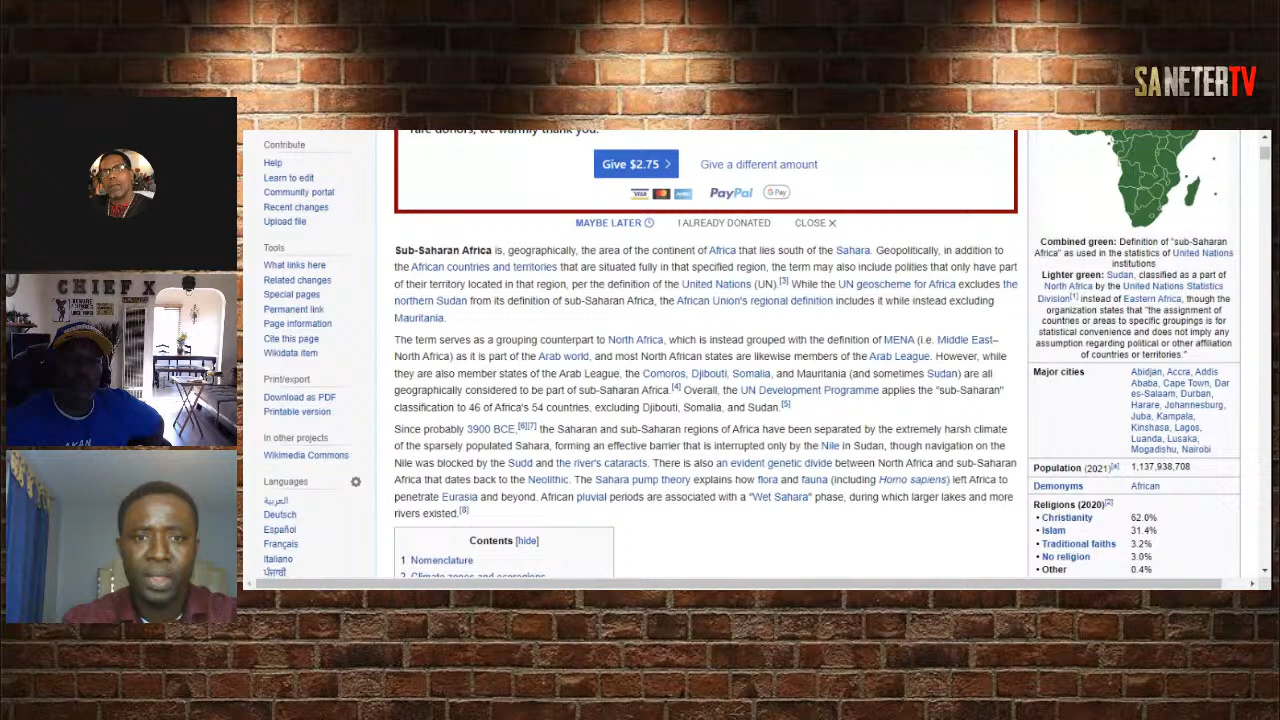 SANETERTV
CHIEF X
rare donors, we warmly thank you.
Give $2.75
Give a different amount
VISA
PayPal
G Pay
MAYBE LATER
I ALREADY DONATED
CLOSE
Contribute
Help
Learn to edit
Community portal
Recent changes
Upload file
Tools
What links here
Related changes
Special pages
Permanent link
Page information
Cite this page
Wikidata item
Print/export
Download as PDF
Printable version
In other projects
Wikimedia Commons
Languages
العربية
Deutsch
Español
Français
Italiano
ਪੰਜਾਬੀ
Sub-Saharan Africa is, geographically, the area of the continent of Africa that lies south of the Sahara. Geopolitically, in addition to
the African countries and territories that are situated fully in that specified region, the term may also include polities that only have part
of their territory located in that region, per the definition of the United Nations (UN).[3] While the UN geoscheme for Africa excludes the
northern Sudan from its definition of sub-Saharan Africa, the African Union's regional definition includes it while instead excluding
Mauritania.
The term serves as a grouping counterpart to North Africa, which is instead grouped with the definition of MENA (i.e. Middle East–
North Africa) as it is part of the Arab world, and most North African states are likewise members of the Arab League. However, while
they are also member states of the Arab League, the Comoros, Djibouti, Somalia, and Mauritania (and sometimes Sudan) are all
geographically considered to be part of sub-Saharan Africa.[4] Overall, the UN Development Programme applies the "sub-Saharan"
classification to 46 of Africa's 54 countries, excluding Djibouti, Somalia, and Sudan.[5]
Since probably 3900 BCE,[6][7] the Saharan and sub-Saharan regions of Africa have been separated by the extremely harsh climate
of the sparsely populated Sahara, forming an effective barrier that is interrupted only by the Nile in Sudan, though navigation on the
Nile was blocked by the Sudd and the river's cataracts. There is also an evident genetic divide between North Africa and sub-Saharan
Africa that dates back to the Neolithic. The Sahara pump theory explains how flora and fauna (including Homo sapiens) left Africa to
penetrate Eurasia and beyond. African pluvial periods are associated with a "Wet Sahara" phase, during which larger lakes and more
rivers existed.[8]
Contents [hide]
1 Nomenclature
2 Climate zones and ecoregions
Combined green: Definition of "sub-Saharan
Africa" as used in the statistics of United Nations
institutions
Lighter green: Sudan, classified as a part of
North Africa by the United Nations Statistics
Division[1] instead of Eastern Africa, though the
organization states that "the assignment of
countries or areas to specific groupings is for
statistical convenience and does not imply any
assumption regarding political or other affiliation
of countries or territories."
Major cities
Abidjan, Accra, Addis
Ababa, Cape Town, Dar
es-Salaam, Durban,
Harare, Johannesburg,
Juba, Kampala,
Kinshasa, Lagos,
Luanda, Lusaka,
Mogadishu, Nairobi
Population (2021)[a] 1,137,938,708
Demonyms African
Religions (2020)[2]
• Christianity 62.0%
• Islam 31.4%
• Traditional faiths 3.2%
• No religion 3.0%
• Other 0.4%